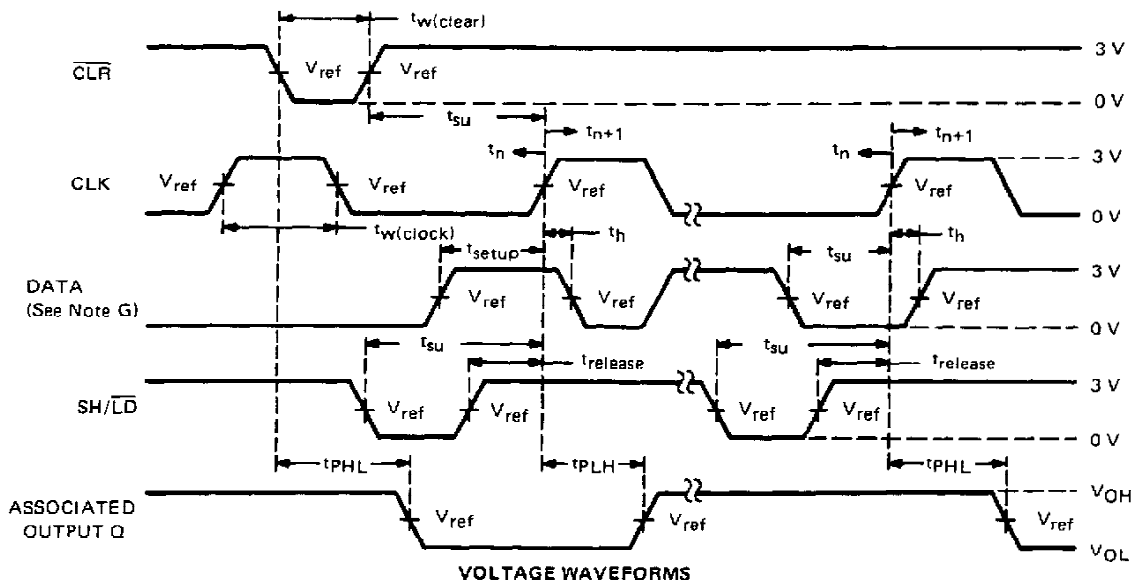 tw(clear)
CLR Vref Vref 3 V
0 V
tsu
tn tn+1 tn tn+1
CLK Vref Vref Vref Vref 3 V
0 V
tw(clock)
tsetup th tsu th
DATA
(See Note G)
Vref Vref Vref Vref 3 V
0 V
tsu trelease tsu trelease
SH/LD Vref Vref Vref Vref 3 V
0 V
tPHL tPLH tPHL
ASSOCIATED
OUTPUT Q
Vref Vref Vref VOH
VOL
VOLTAGE WAVEFORMS